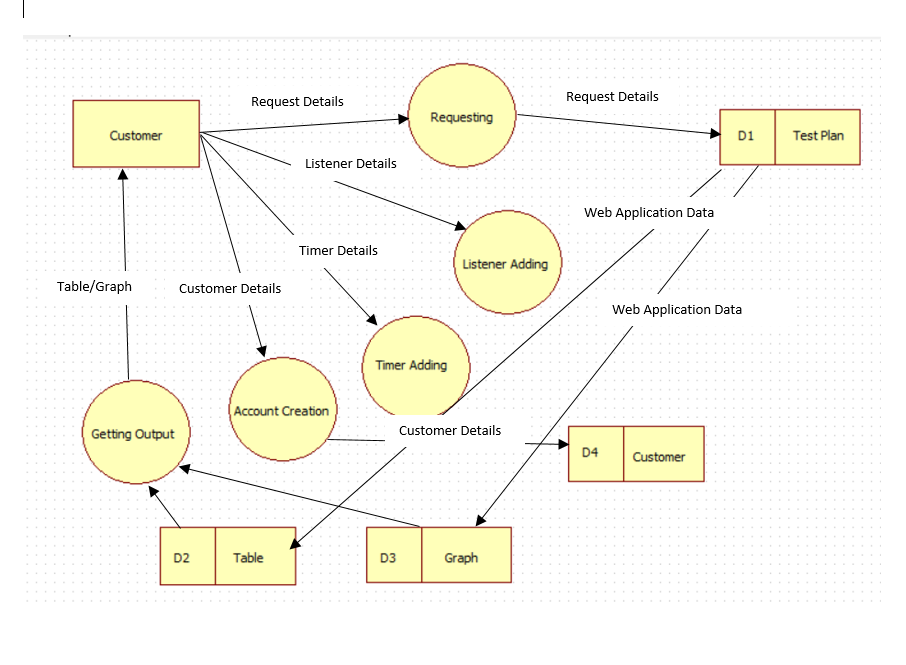 Request Details
Request Details
Requesting
Customer
D1
Test Plan
Listener Details
Web Application Data
Timer Details
Listener Adding
Table/Graph
Customer Details
Web Application Data
Timer Adding
Account Creation
Getting Output
Customer Details
D4
Customer
D2
Table
D3
Graph